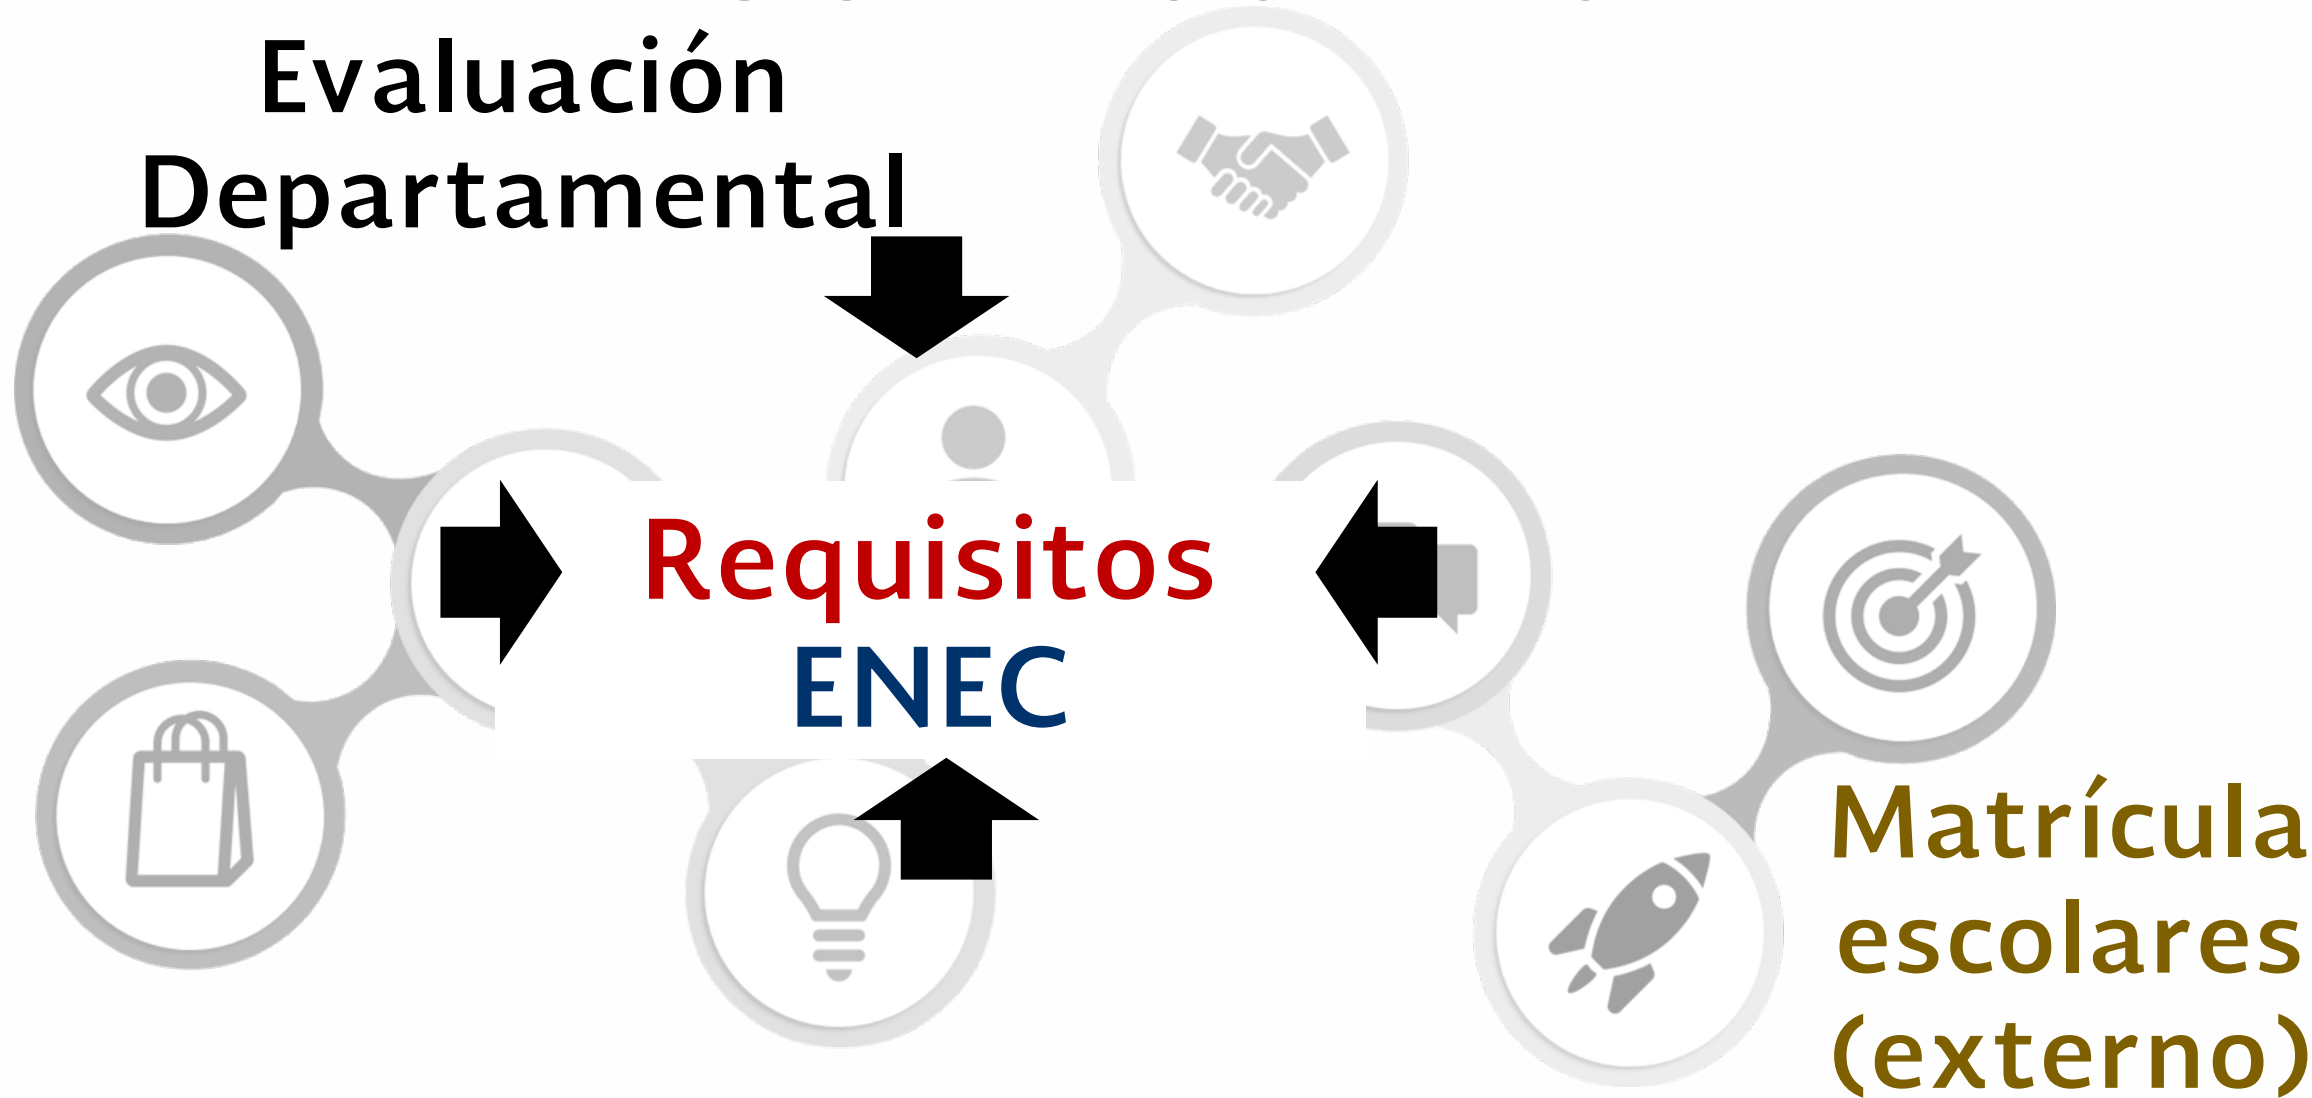 Evaluación
Departamental
Requisitos
ENEC
Matrícula
escolares
(externo)